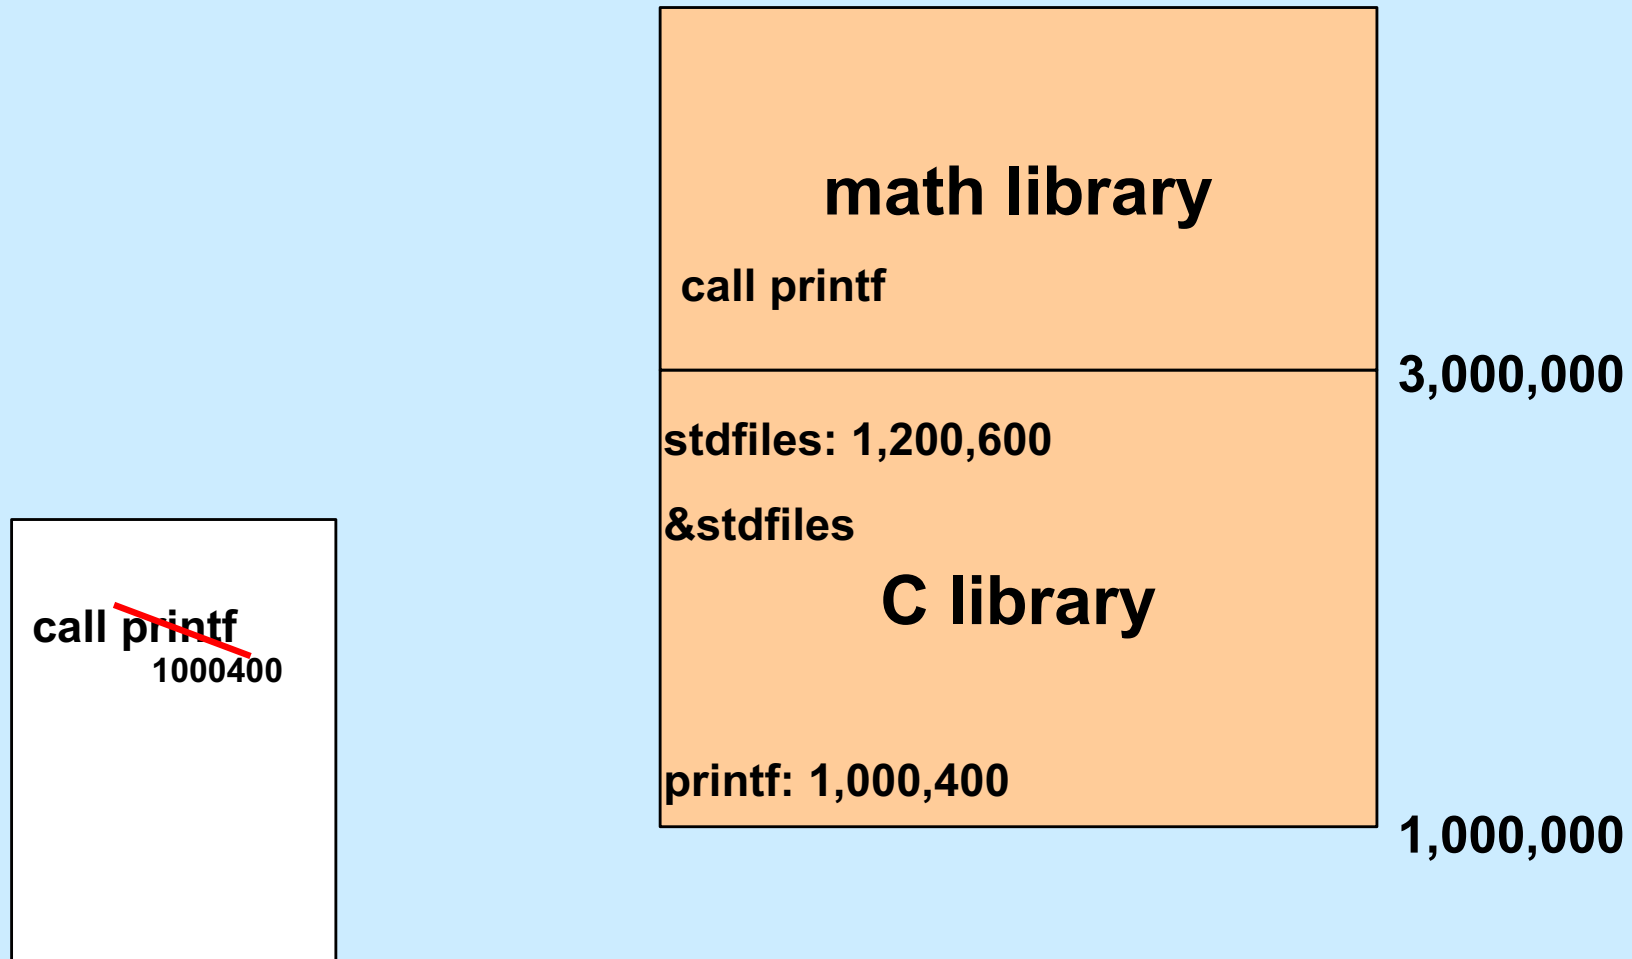 math library
call printf
3,000,000
stdfiles: 1,200,600
&stdfiles
C library
call printf
1000400
printf: 1,000,400
1,000,000